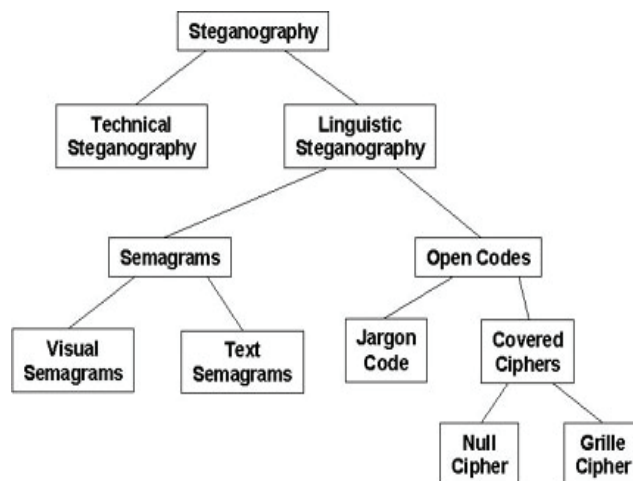 Steganography
Technical
Steganography
Linguistic
Steganography
Semagrams
Open Codes
Visual
Semagrams
Text
Semagrams
Jargon
Code
Covered
Ciphers
Null
Cipher
Grille
Cipher